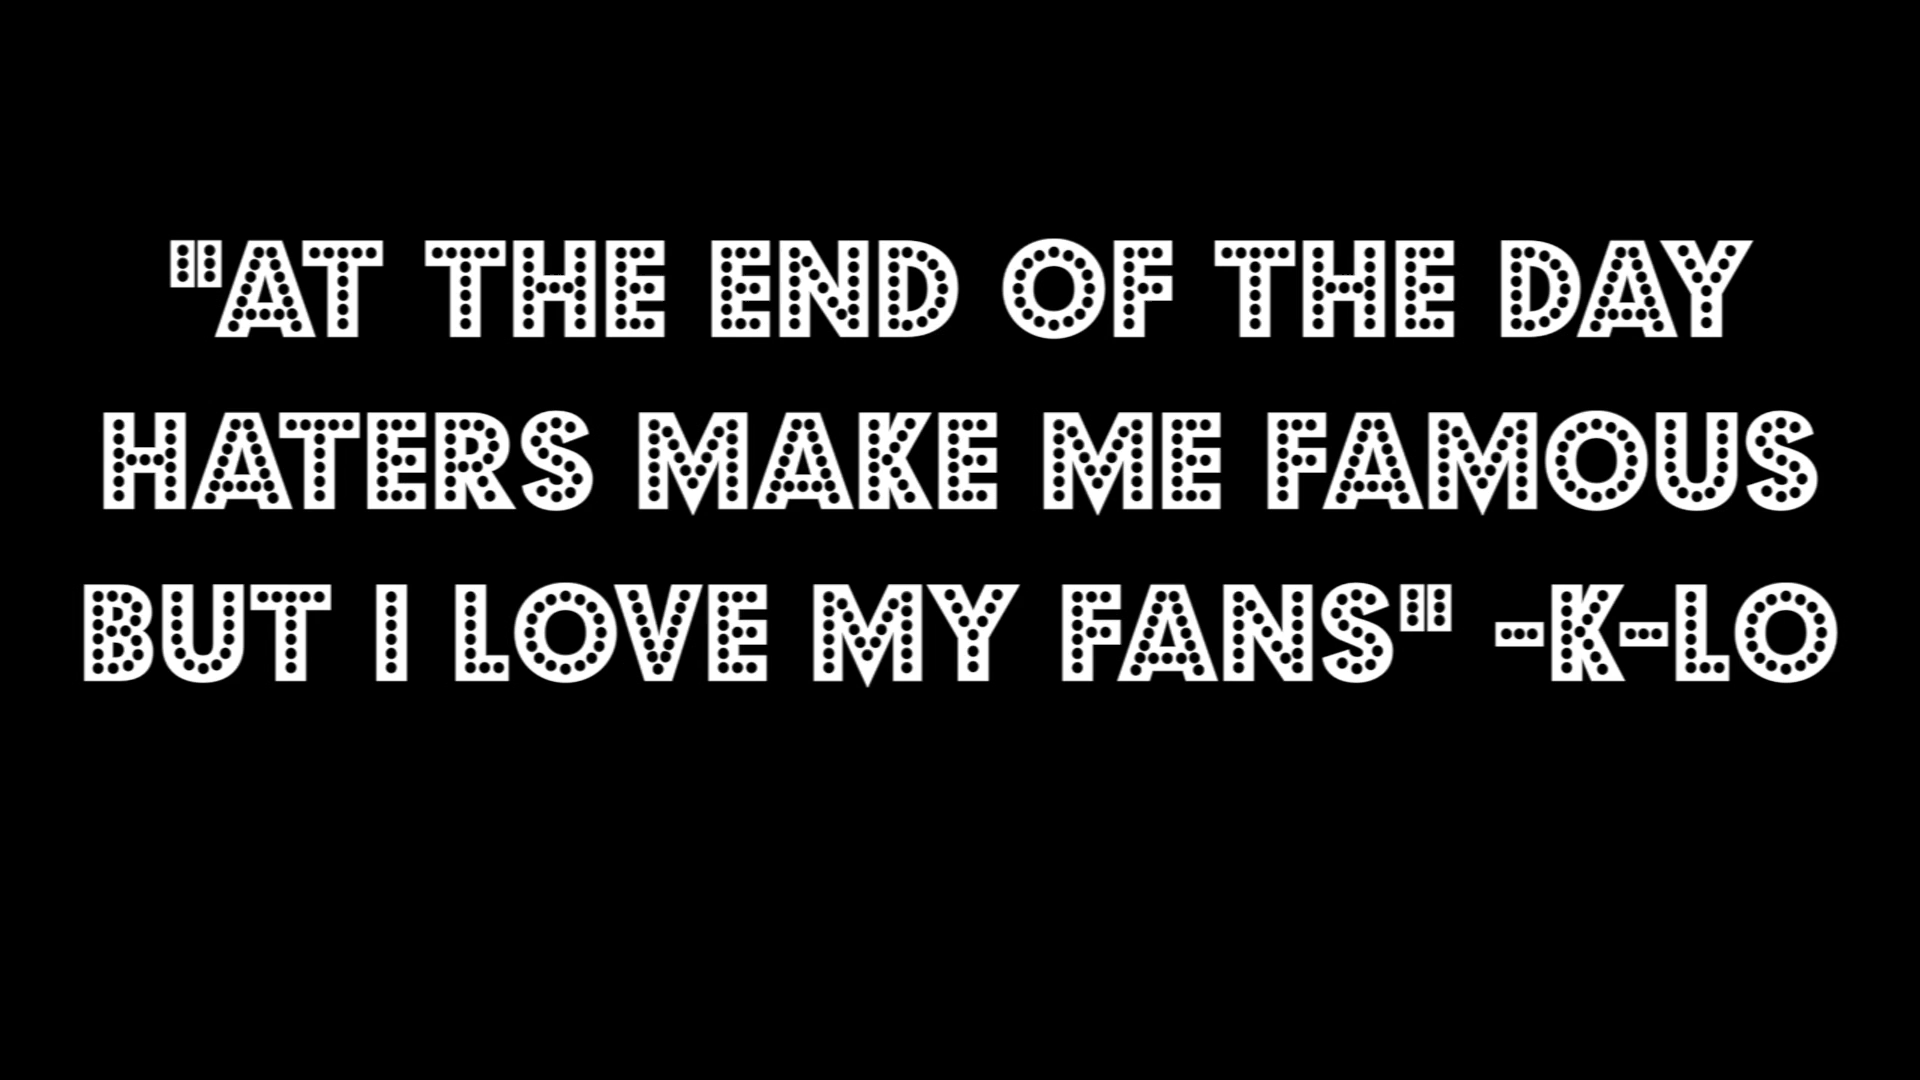 "AT THE END OF THE DAY
HATERS MAKE ME FAMOUS
BUT I LOVE MY FANS" -K-LO